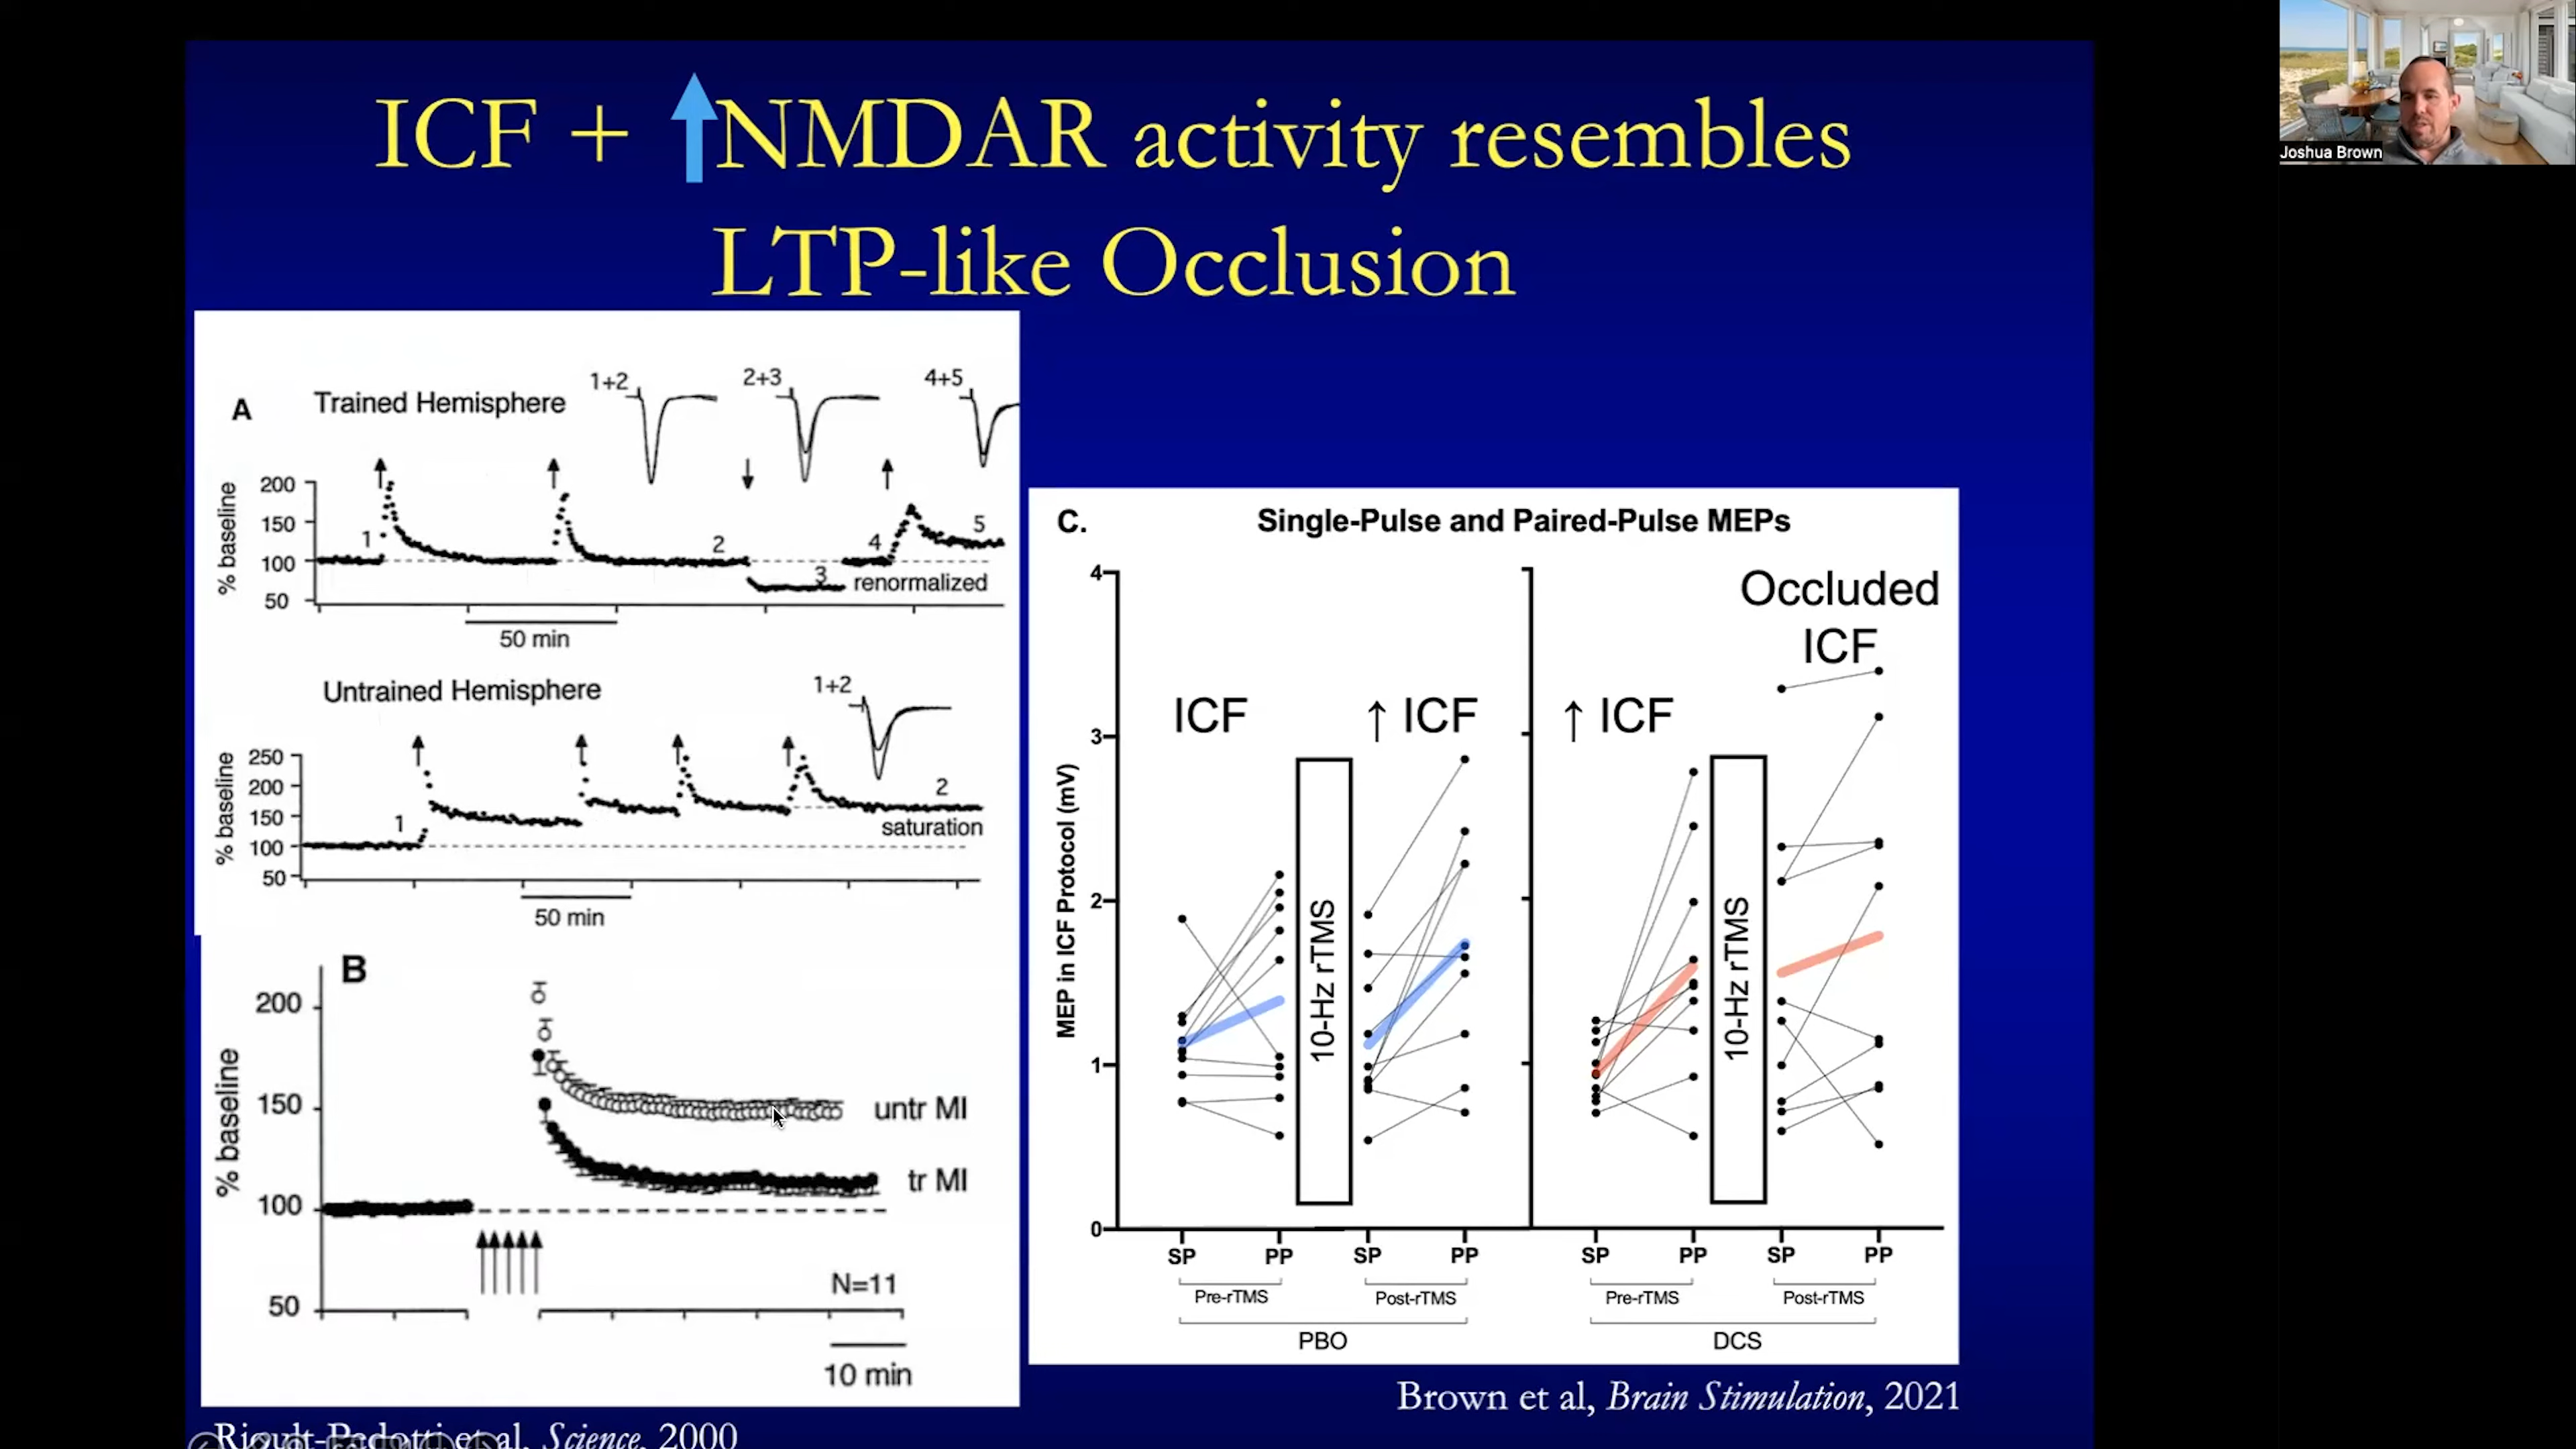 ICF + ↑NMDAR activity resembles
LTP-like Occlusion
Joshua Brown
A
Trained Hemisphere
1+2
2+3
4+5
% baseline
200
150
100
50
1
2
3
4
5
renormalized
50 min
Untrained Hemisphere
1+2
% baseline
250
200
150
100
50
1
2
saturation
50 min
B
% baseline
200
150
100
50
untr MI
tr MI
N=11
10 min
Rioult-Pedotti et al, Science, 2000
C.
Single-Pulse and Paired-Pulse MEPs
MEP in ICF Protocol (mV)
4
3
2
1
0
ICF
↑ ICF
↑ ICF
Occluded
ICF
10-Hz rTMS
10-Hz rTMS
SP PP SP PP SP PP SP PP
Pre-rTMS Post-rTMS Pre-rTMS Post-rTMS
PBO DCS
Brown et al, Brain Stimulation, 2021